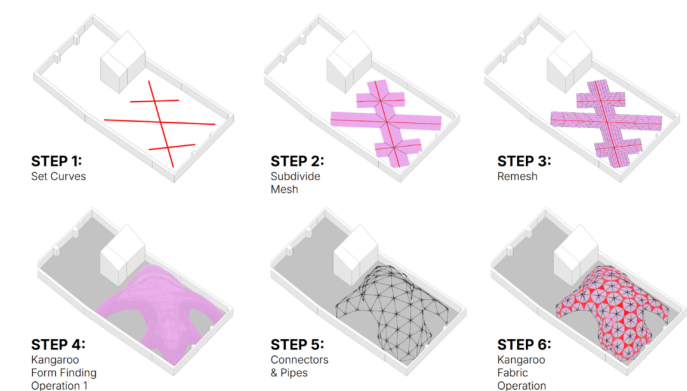 STEP 1:
Set Curves
STEP 2:
Subdivide
Mesh
STEP 3:
Remesh
STEP 4:
Kangaroo
Form Finding
Operation 1
STEP 5:
Connectors
& Pipes
STEP 6:
Kangaroo
Fabric
Operation